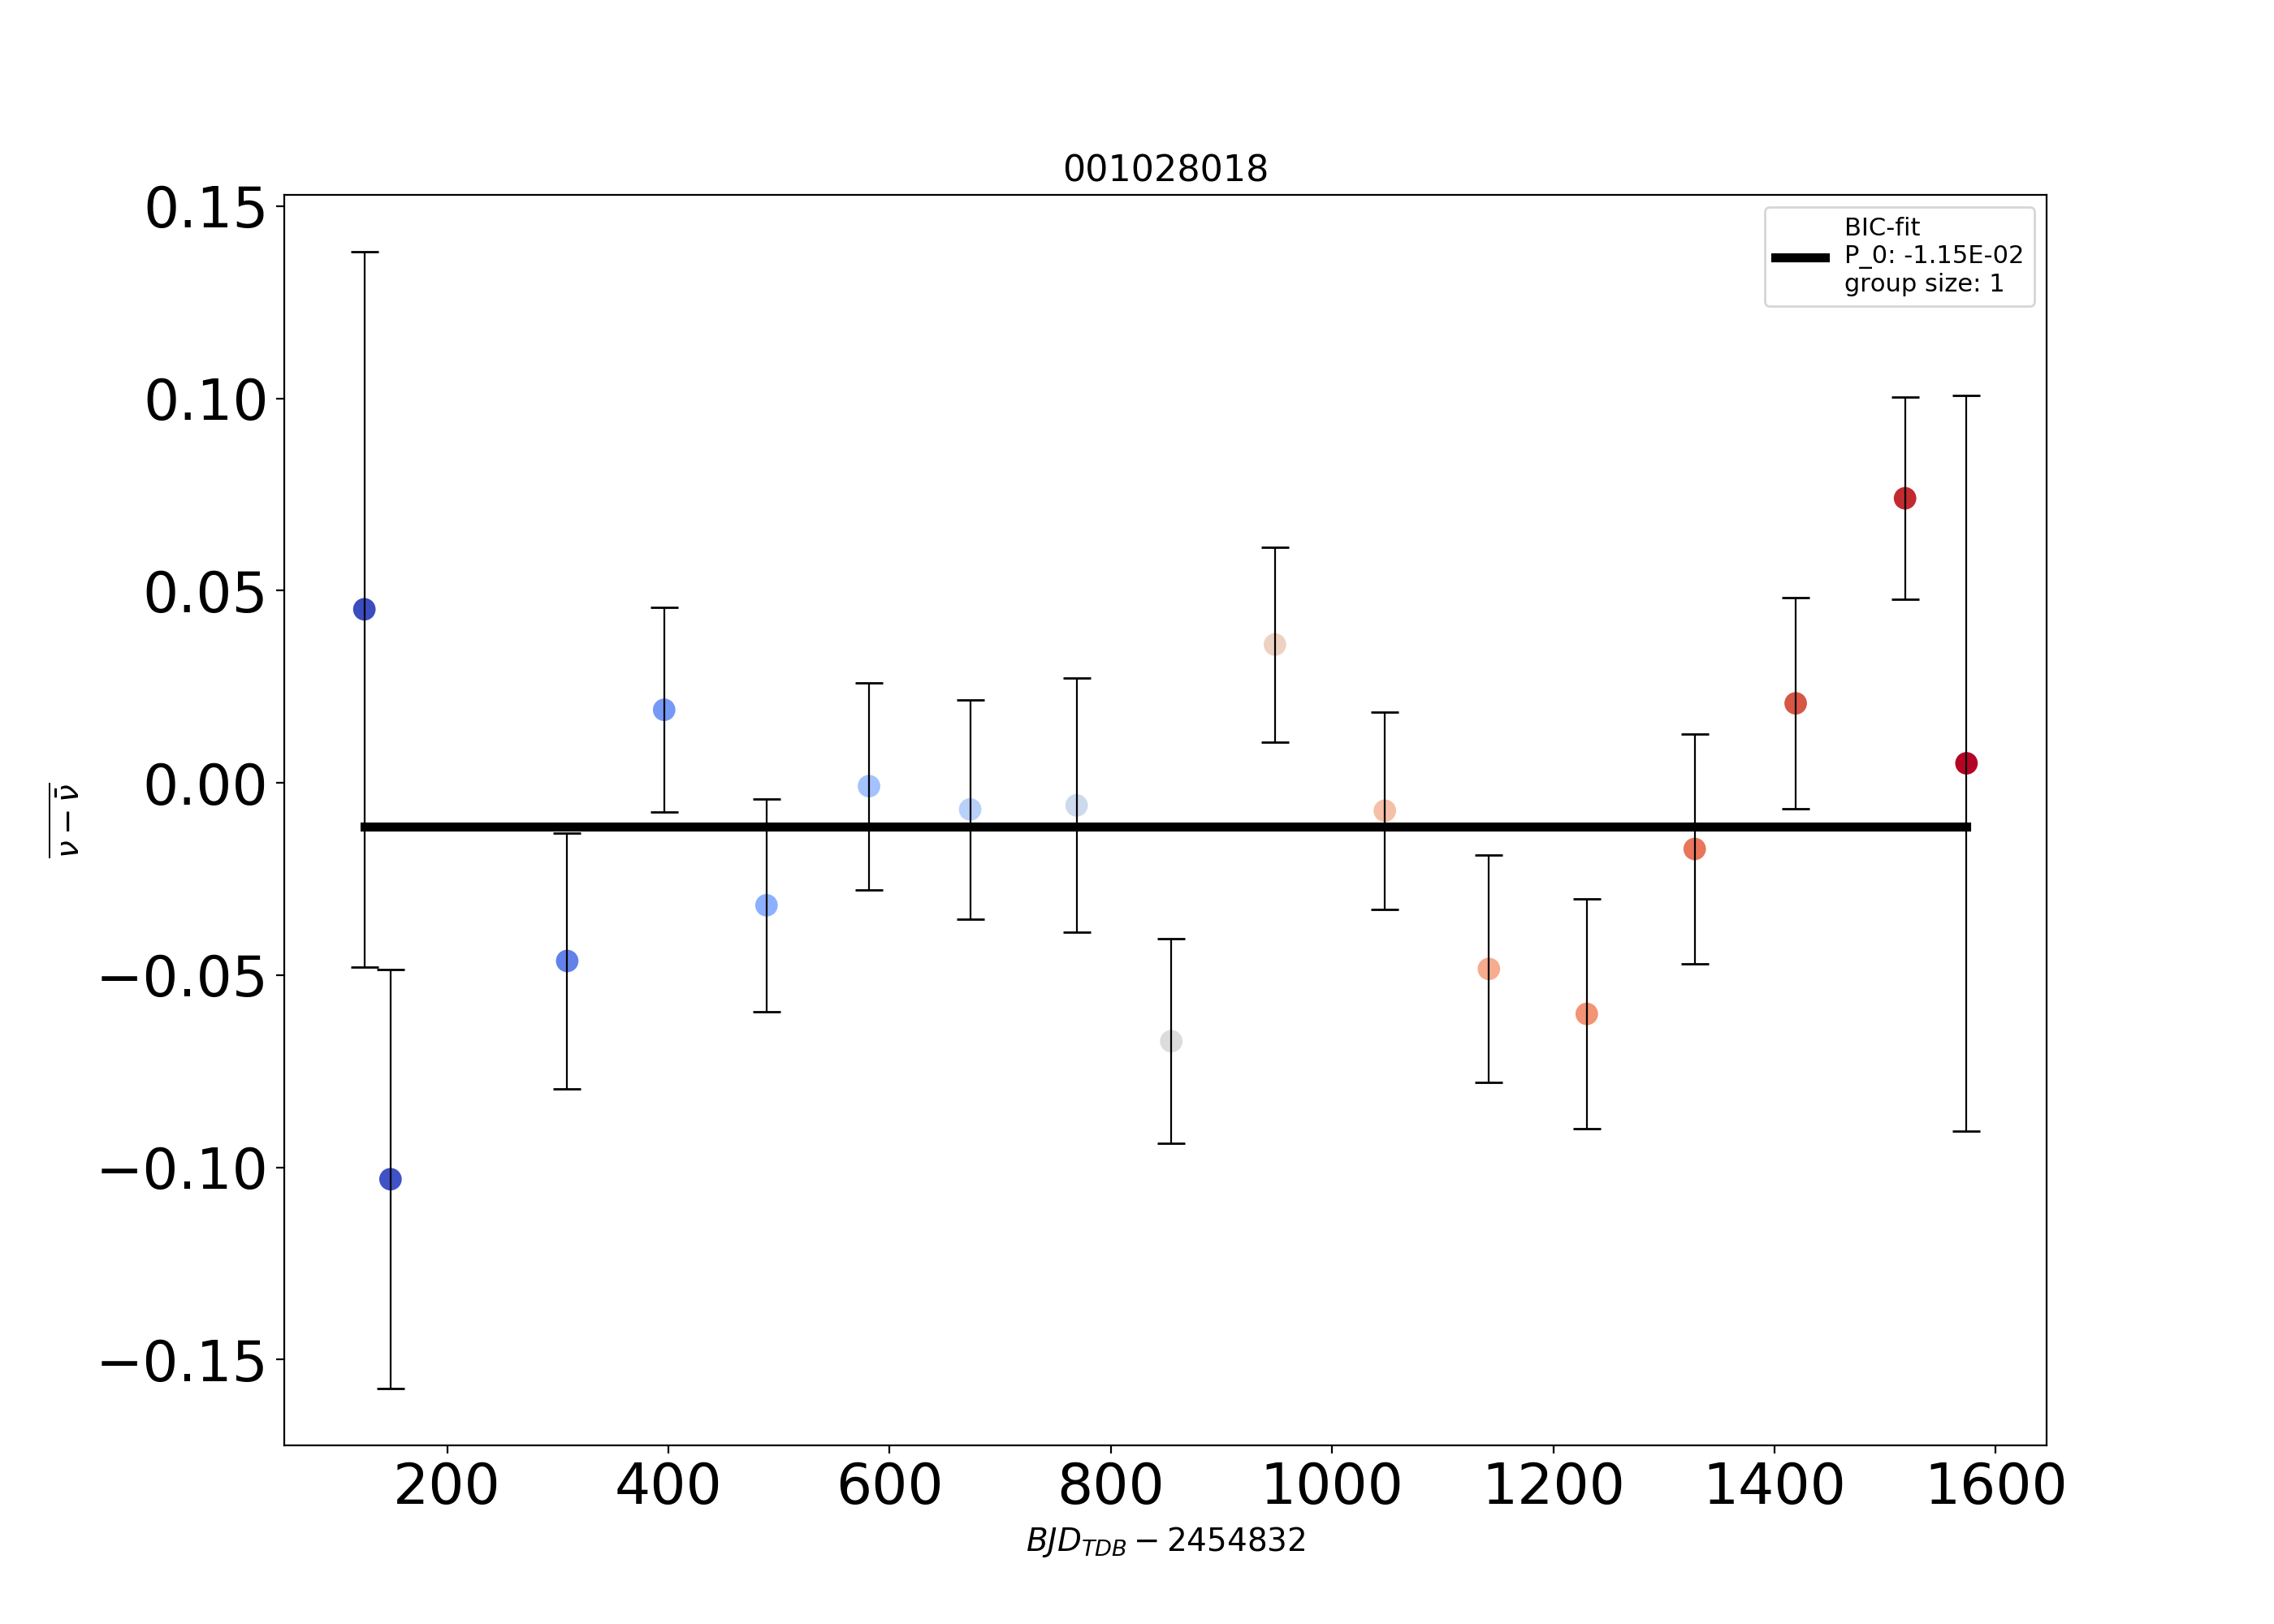 001028018
BIC-fit
P_0: -1.15E-02
group size: 1
0.15
0.10
0.05
0.00
−0.05
−0.10
−0.15
ν − ν̄
200 400 600 800 1000 1200 1400 1600
BJD_TDB − 2454832